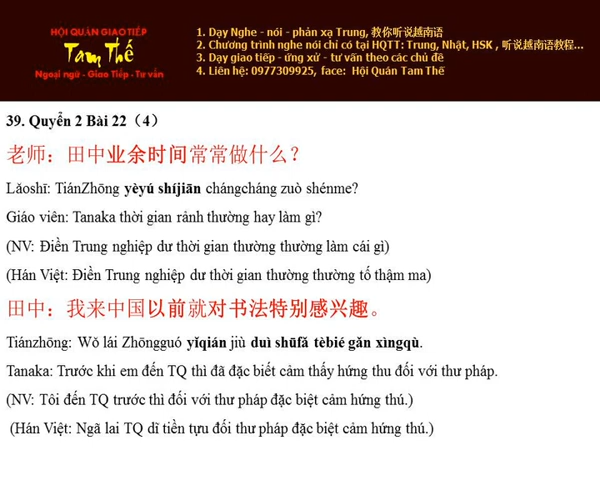 HỘI QUÁN GIAO TIẾP
Tam Thế
Ngoại ngữ - Giao Tiếp - Tư vấn
1. Dạy Nghe - nói - phản xạ Trung, 教你听说越南语
2. Chương trình nghe nói chỉ có tại HQTT: Trung, Nhật, HSK , 听说越南语教程...
3. Dạy giao tiếp - ứng xử - tư vấn theo các chủ đề
4. Liên hệ: 0977309925, face: Hội Quán Tam Thế
39. Quyển 2 Bài 22（4）
老师：田中业余时间常常做什么？
Lǎoshī: TiánZhōng yèyú shíjiān chángcháng zuò shénme?
Giáo viên: Tanaka thời gian rảnh thường hay làm gì?
(NV: Điền Trung nghiệp dư thời gian thường thường làm cái gì)
(Hán Việt: Điền Trung nghiệp dư thời gian thường thường tố thậm ma)
田中：我来中国以前就对书法特别感兴趣。
Tiánzhōng: Wǒ lái Zhōngguó yǐqián jiù duì shūfǎ tèbié gǎn xìngqù.
Tanaka: Trước khi em đến TQ thì đã đặc biết cảm thấy hứng thu đối với thư pháp.
(NV: Tôi đến TQ trước thì đối với thư pháp đặc biệt cảm hứng thú.)
(Hán Việt: Ngã lai TQ dĩ tiền tựu đối thư pháp đặc biệt cảm hứng thú.)